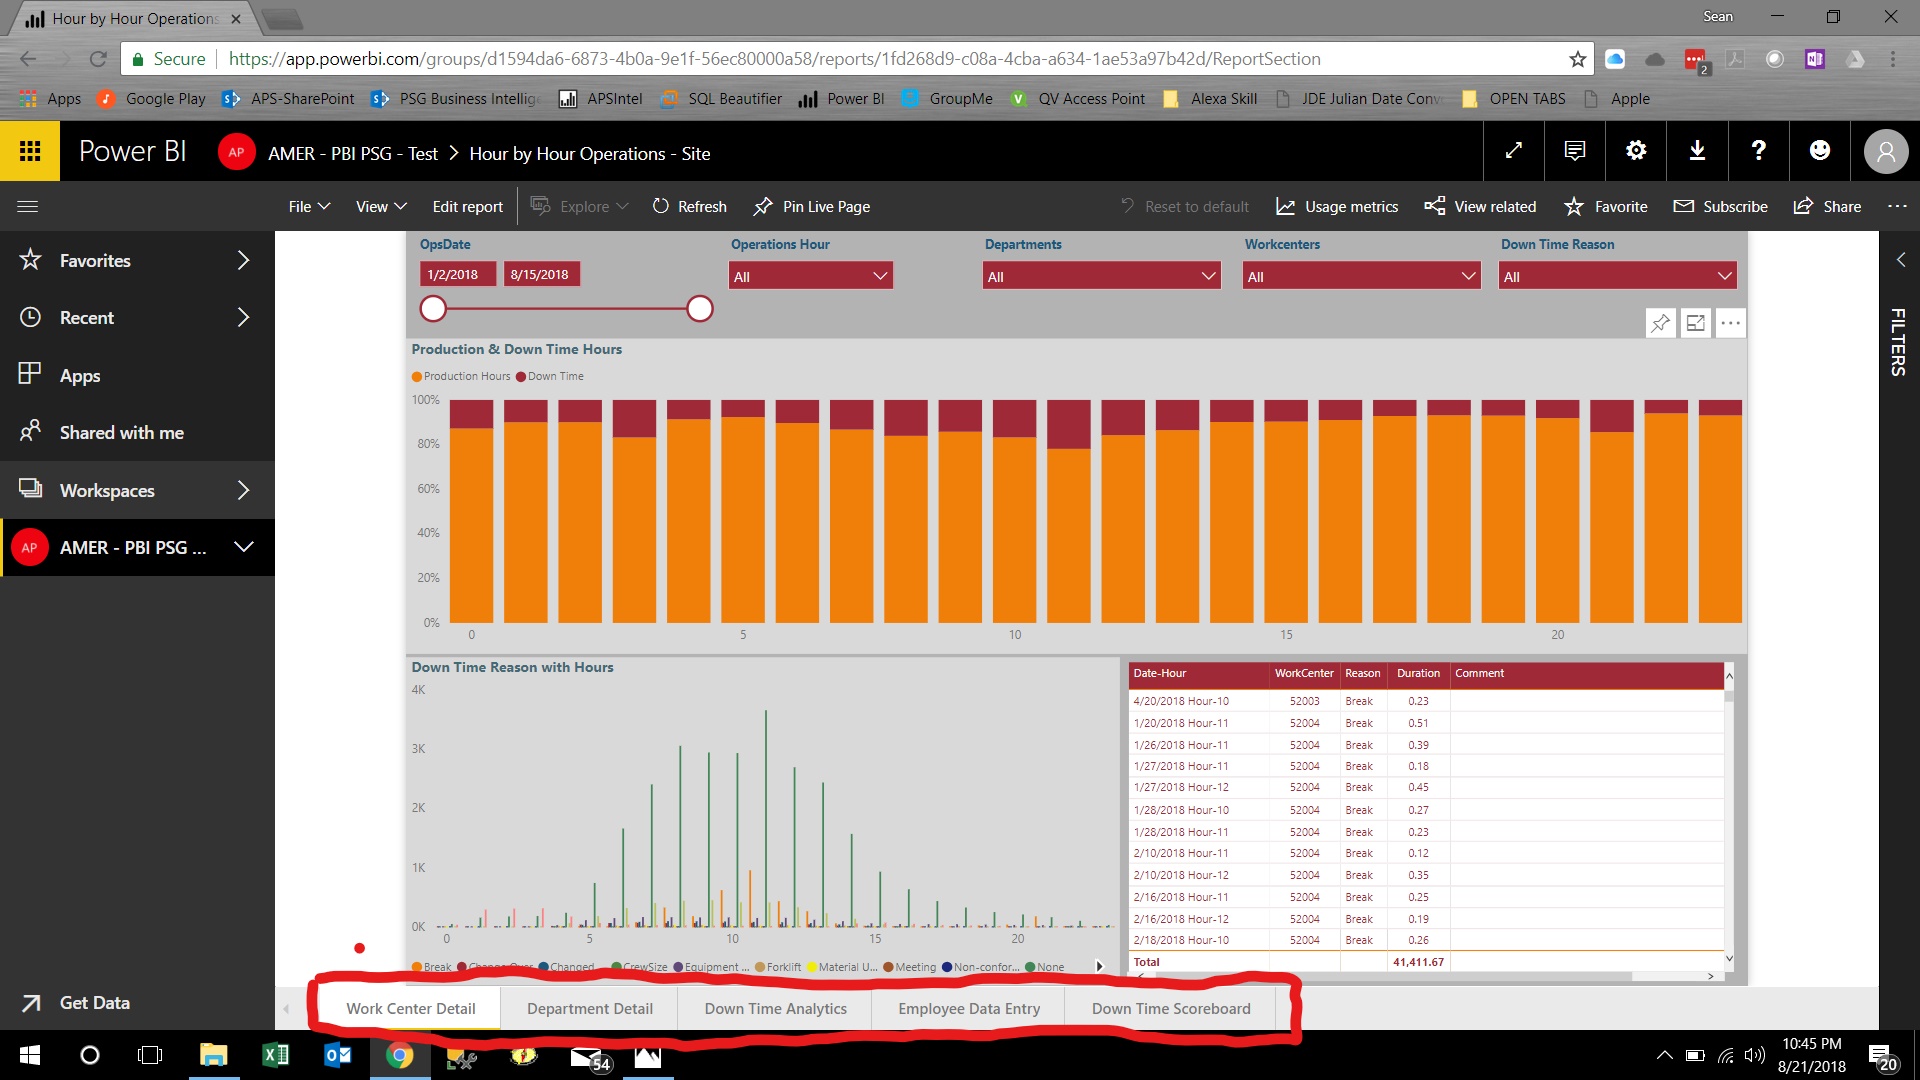 Hour by Hour Operations
Sean
Secure https://app.powerbi.com/groups/d1594da6-6873-4b0a-9e1f-56ec80000a58/reports/1fd268d9-c08a-4cba-a634-1ae53a97b42d/ReportSection
2
Apps Google Play APS-SharePoint PSG Business Intellig APSIntel SQL Beautifier Power BI GroupMe QV Access Point Alexa Skill JDE Julian Date Conv OPEN TABS Apple
Power BI AP AMER - PBI PSG - Test > Hour by Hour Operations - Site
File View Edit report Explore Refresh Pin Live Page Reset to default Usage metrics View related Favorite Subscribe Share
Favorites
Recent
Apps
Shared with me
Workspaces
AP AMER - PBI PSG ...
Get Data
OpsDate Operations Hour Departments Workcenters Down Time Reason
1/2/2018 8/15/2018 All All All All
FILTERS
Production & Down Time Hours
Production Hours Down Time
100%
80%
60%
40%
20%
0%
0 5 10 15 20
Down Time Reason with Hours
4K
3K
2K
1K
0K
0 5 10 15 20
Break Change Over Changed... CrewSize Equipment ... Forklift Material U... Meeting Non-confor... None
Date-Hour WorkCenter Reason Duration Comment
4/20/2018 Hour-10 52003 Break 0.23
1/20/2018 Hour-11 52004 Break 0.51
1/26/2018 Hour-11 52004 Break 0.39
1/27/2018 Hour-11 52004 Break 0.18
1/27/2018 Hour-12 52004 Break 0.45
1/28/2018 Hour-10 52004 Break 0.27
1/28/2018 Hour-11 52004 Break 0.23
2/10/2018 Hour-11 52004 Break 0.12
2/10/2018 Hour-12 52004 Break 0.35
2/16/2018 Hour-11 52004 Break 0.25
2/16/2018 Hour-12 52004 Break 0.19
2/18/2018 Hour-10 52004 Break 0.26
Total 41,411.67
Work Center Detail Department Detail Down Time Analytics Employee Data Entry Down Time Scoreboard
54
10:45 PM
8/21/2018
20